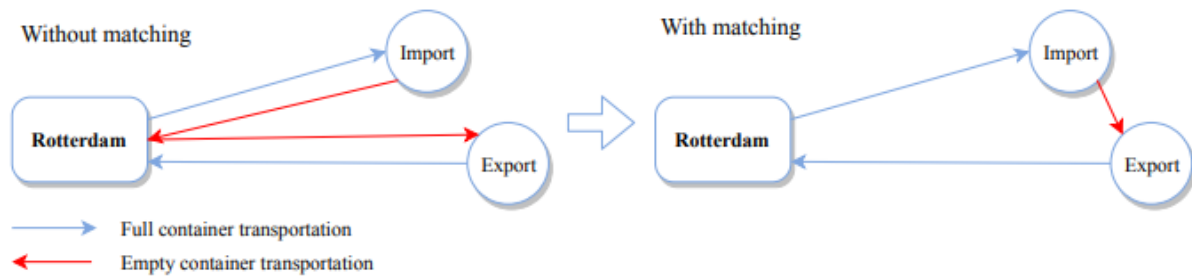 Without matching
Import
Rotterdam
Export
With matching
Import
Rotterdam
Export
Full container transportation
Empty container transportation